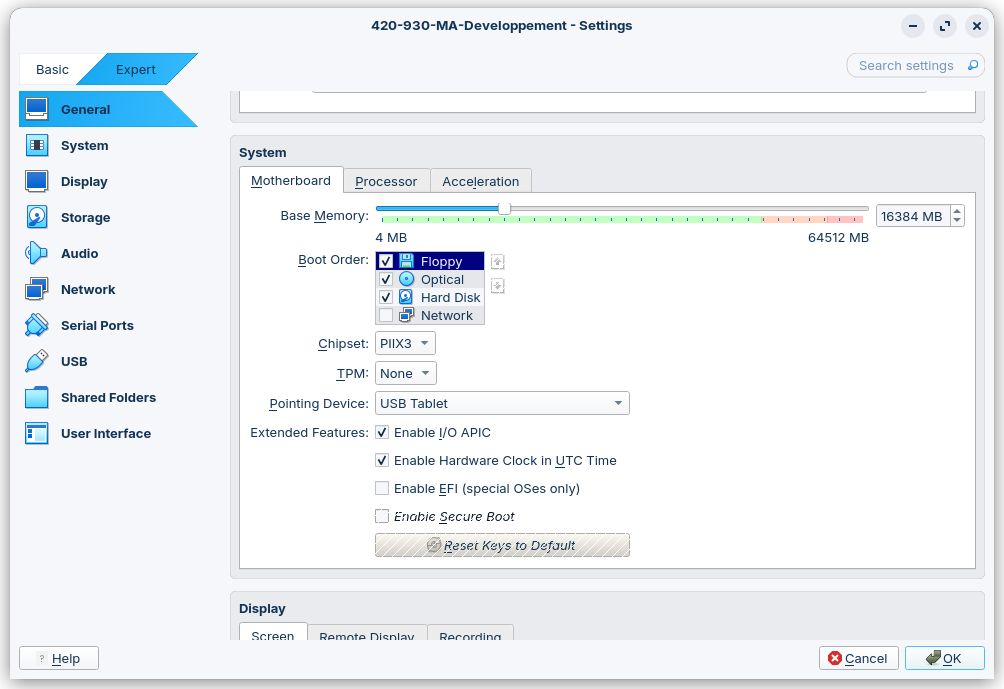 420-930-MA-Developpement - Settings
Basic
Expert
Search settings
General
System
Display
Storage
Audio
Network
Serial Ports
USB
Shared Folders
User Interface
System
Motherboard
Processor
Acceleration
Base Memory:
16384 MB
4 MB
64512 MB
Boot Order:
Floppy
Optical
Hard Disk
Network
Chipset:
PIIX3
TPM:
None
Pointing Device:
USB Tablet
Extended Features:
Enable I/O APIC
Enable Hardware Clock in UTC Time
Enable EFI (special OSes only)
Enable Secure Boot
Reset Keys to Default
Display
Screen
Remote Display
Recording
? Help
Cancel
OK